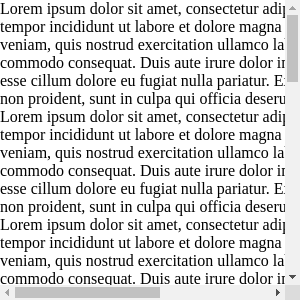 Lorem ipsum dolor sit amet, consectetur adip
tempor incididunt ut labore et dolore magna
veniam, quis nostrud exercitation ullamco la
commodo consequat. Duis aute irure dolor in
esse cillum dolore eu fugiat nulla pariatur. E
non proident, sunt in culpa qui officia deseru
Lorem ipsum dolor sit amet, consectetur adip
tempor incididunt ut labore et dolore magna
veniam, quis nostrud exercitation ullamco la
commodo consequat. Duis aute irure dolor in
esse cillum dolore eu fugiat nulla pariatur. E
non proident, sunt in culpa qui officia deseru
Lorem ipsum dolor sit amet, consectetur adip
tempor incididunt ut labore et dolore magna
veniam, quis nostrud exercitation ullamco la
commodo consequat. Duis aute irure dolor in